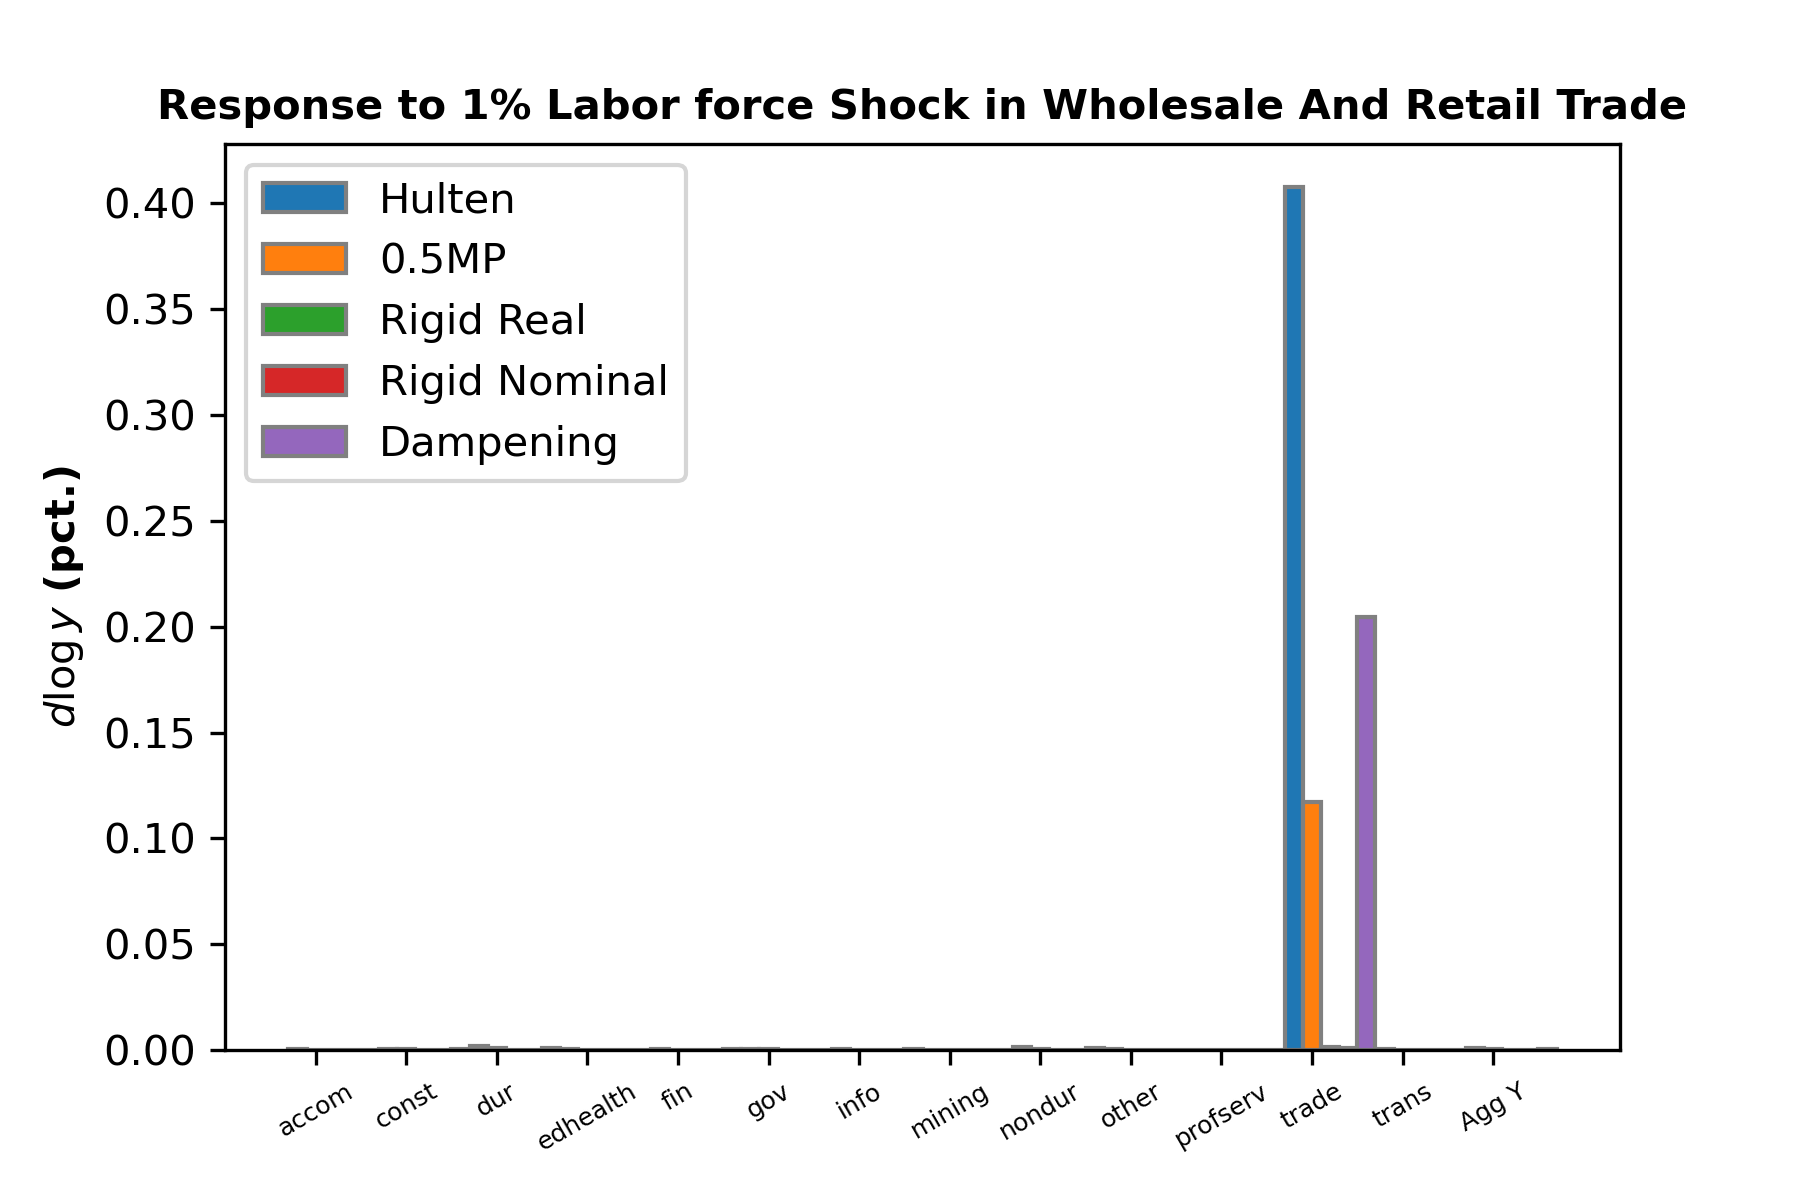 Response to 1% Labor force Shock in Wholesale And Retail Trade
Hulten
0.5MP
Rigid Real
Rigid Nominal
Dampening
0.40
0.35
0.30
0.25
0.20
0.15
0.10
0.05
0.00
dlog y (pct.)
accom
const
dur
edhealth
fin
gov
info
mining
nondur
other
profserv
trade
trans
Agg Y